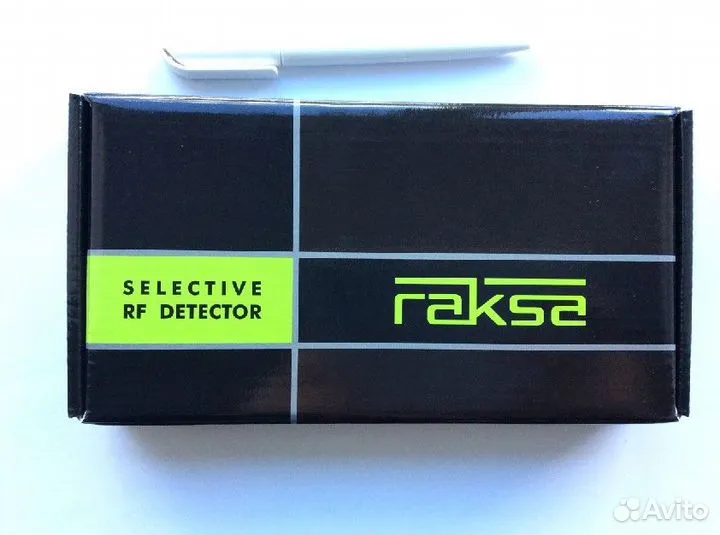 SELECTIVE
RF DETECTOR
raksa
Avito